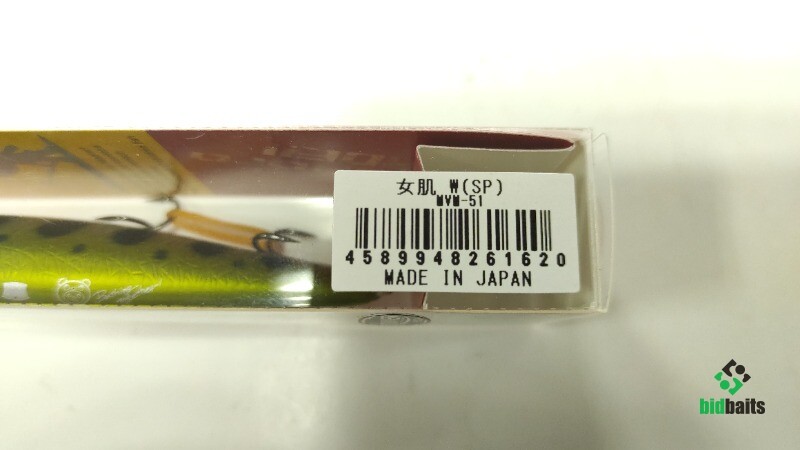 女肌 W(SP)
MVM-51
4589948261620
MADE IN JAPAN
bidbaits